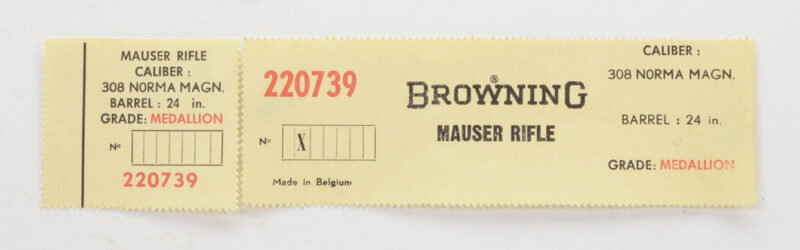 MAUSER RIFLE
CALIBER :
308 NORMA MAGN.
BARREL : 24 in.
GRADE: MEDALLION
Nº
220739
220739
Nº X
Made in Belgium
BROWNING ®
MAUSER RIFLE
CALIBER :
308 NORMA MAGN.
BARREL : 24 in.
GRADE: MEDALLION